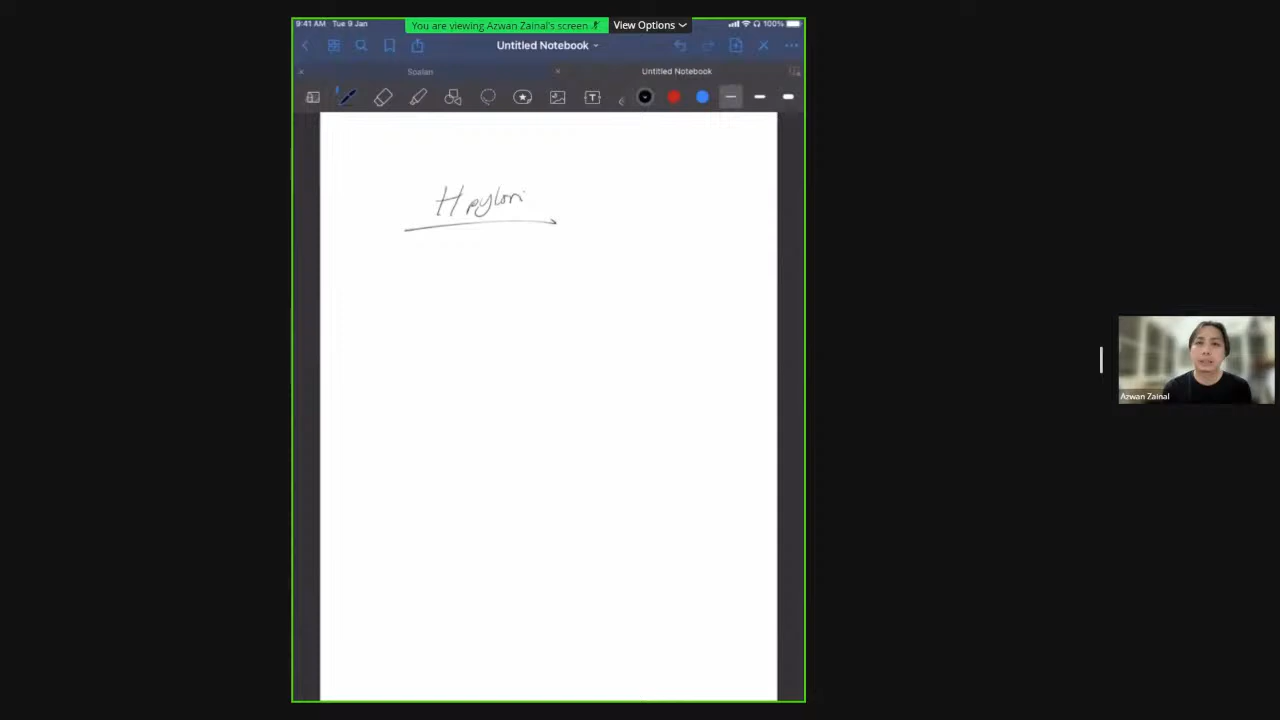 9:41 AM Tue 9 Jan
You are viewing Azwan Zainal's screen
View Options
100%
Untitled Notebook
Soalan
Untitled Notebook
H pylori
Azwan Zainal